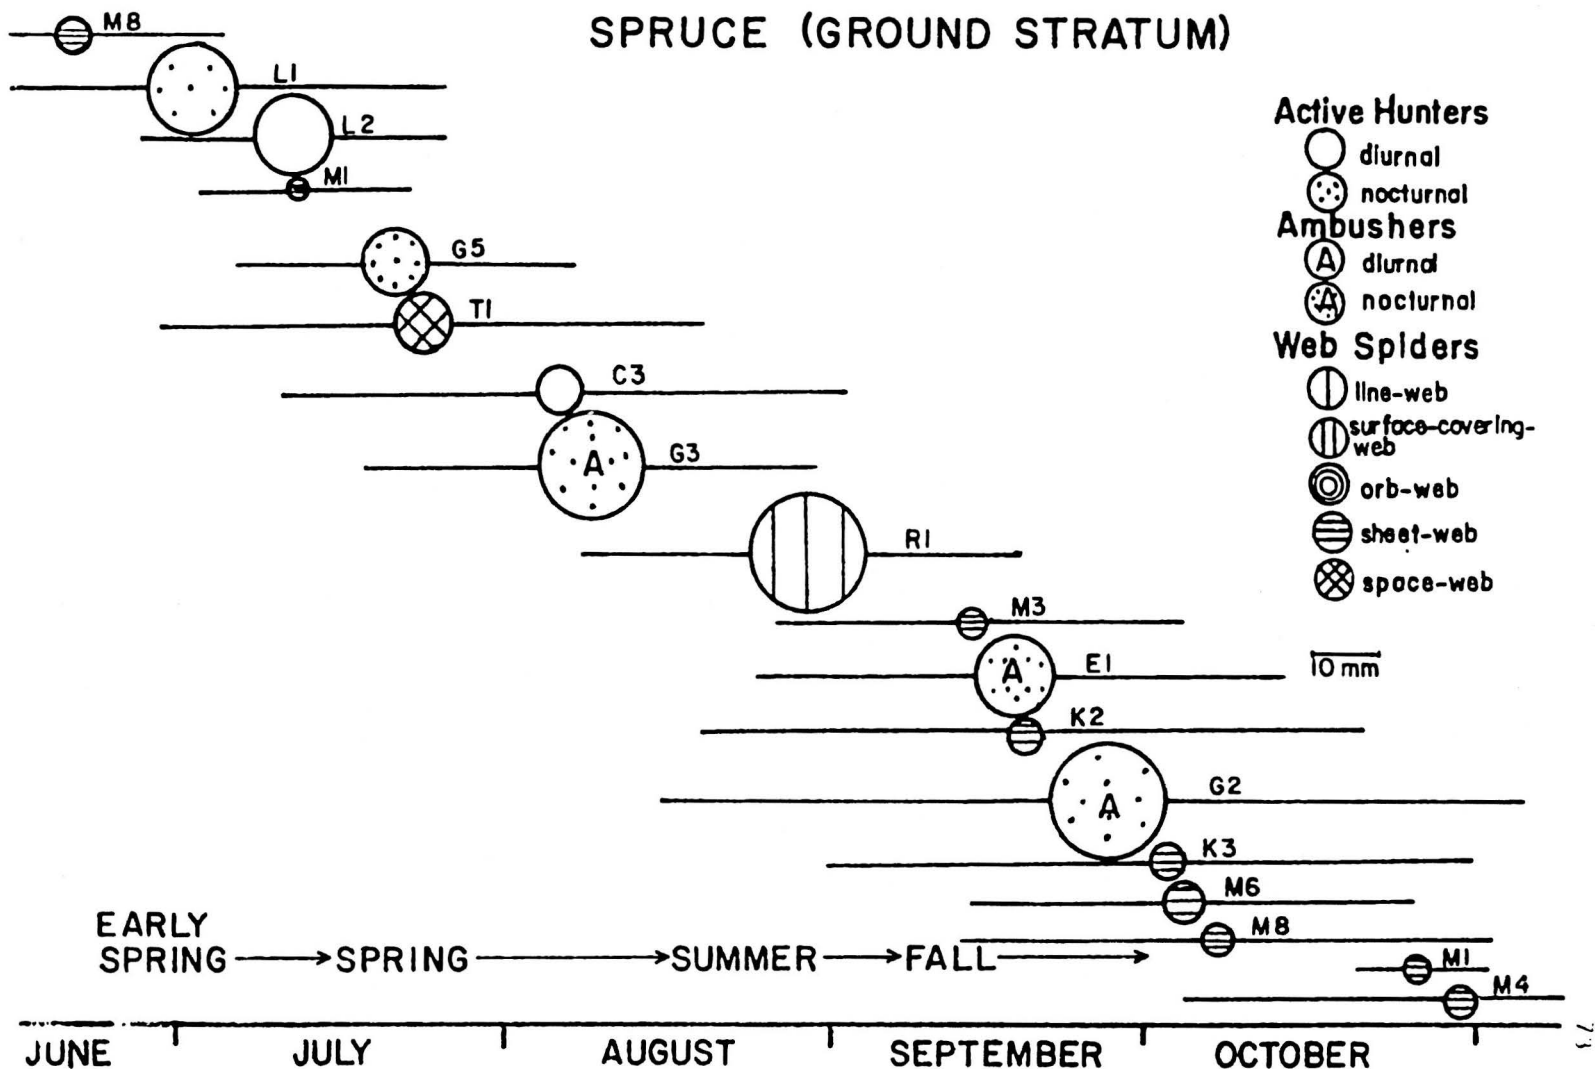 SPRUCE (GROUND STRATUM)
M8
L1
L2
M1
G5
T1
C3
A G3
R1
M3
A E1
K2
A G2
K3
M6
M8
M1
M4
Active Hunters
diurnal
nocturnal
Ambushers
A diurnal
A nocturnal
Web Spiders
line-web
surface-covering-
web
orb-web
sheet-web
space-web
10 mm
EARLY
SPRING SPRING SUMMER FALL
JUNE JULY AUGUST SEPTEMBER OCTOBER
73